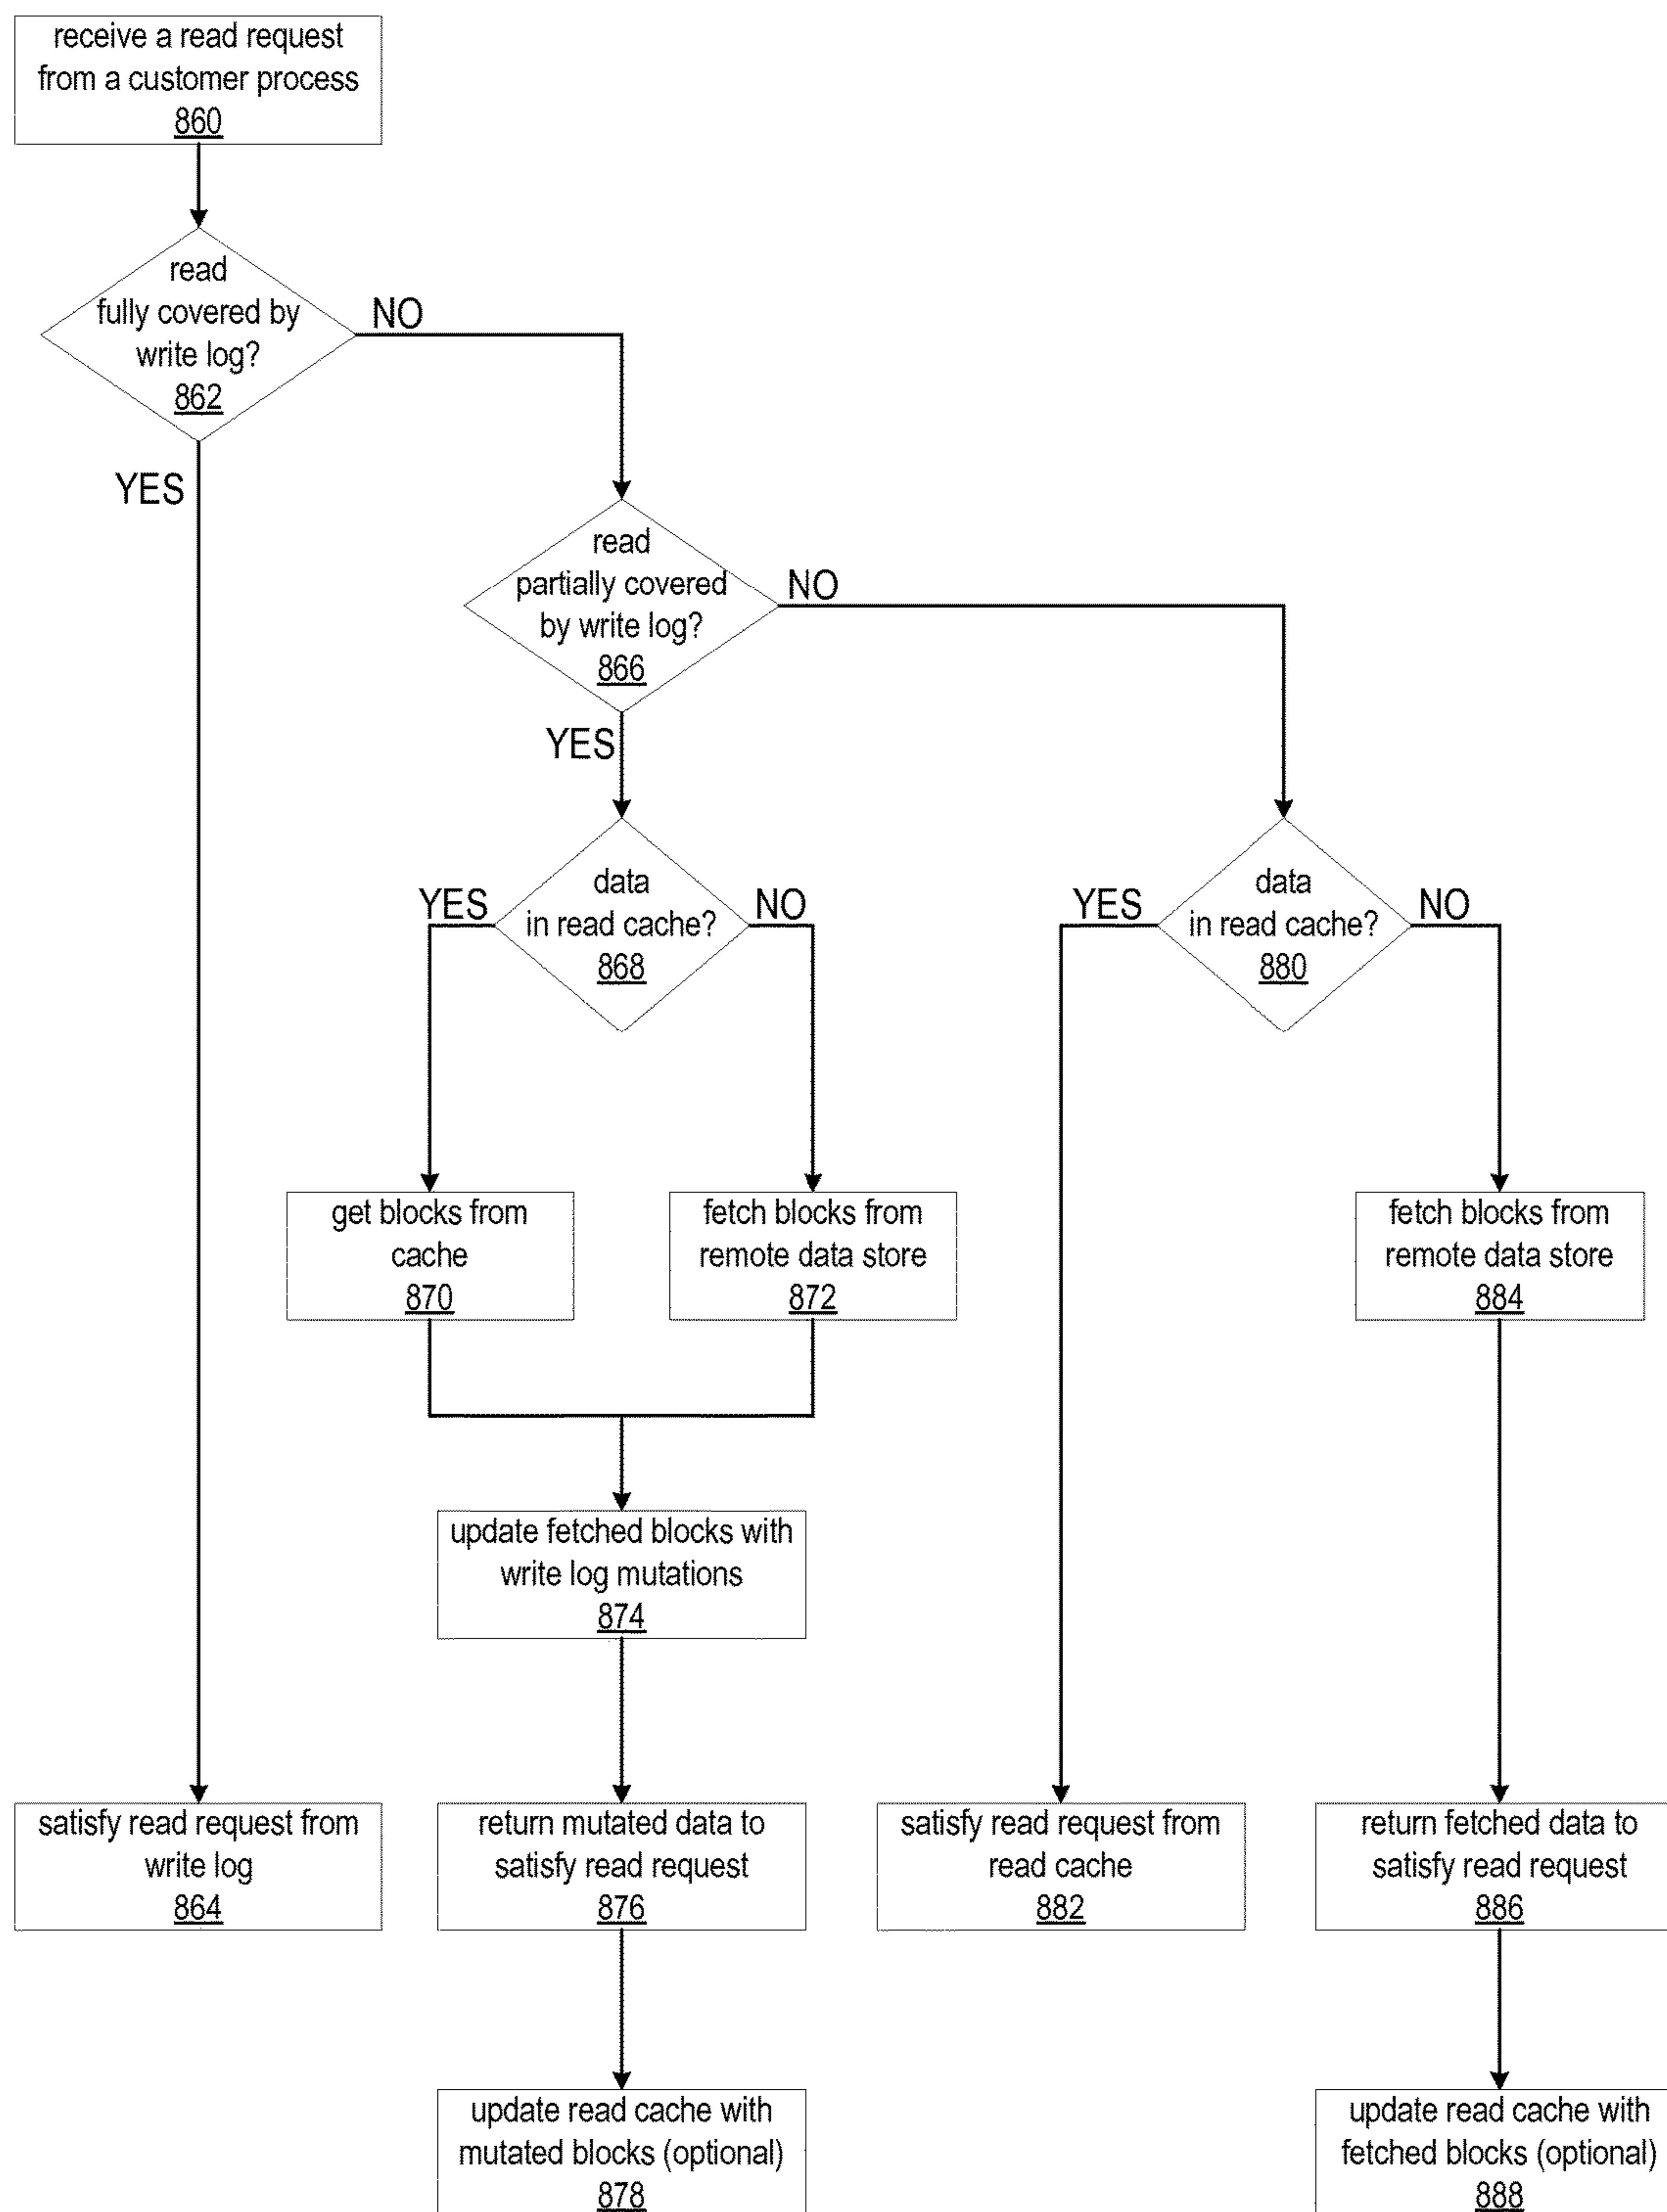 receive a read request
from a customer process
860
read
fully covered by
write log?
862
NO
YES
read
partially covered
by write log?
866
NO
YES
data
in read cache?
868
YES
NO
data
in read cache?
880
YES
NO
get blocks from
cache
870
fetch blocks from
remote data store
872
fetch blocks from
remote data store
884
update fetched blocks with
write log mutations
874
satisfy read request from
write log
864
return mutated data to
satisfy read request
876
satisfy read request from
read cache
882
return fetched data to
satisfy read request
886
update read cache with
mutated blocks (optional)
878
update read cache with
fetched blocks (optional)
888